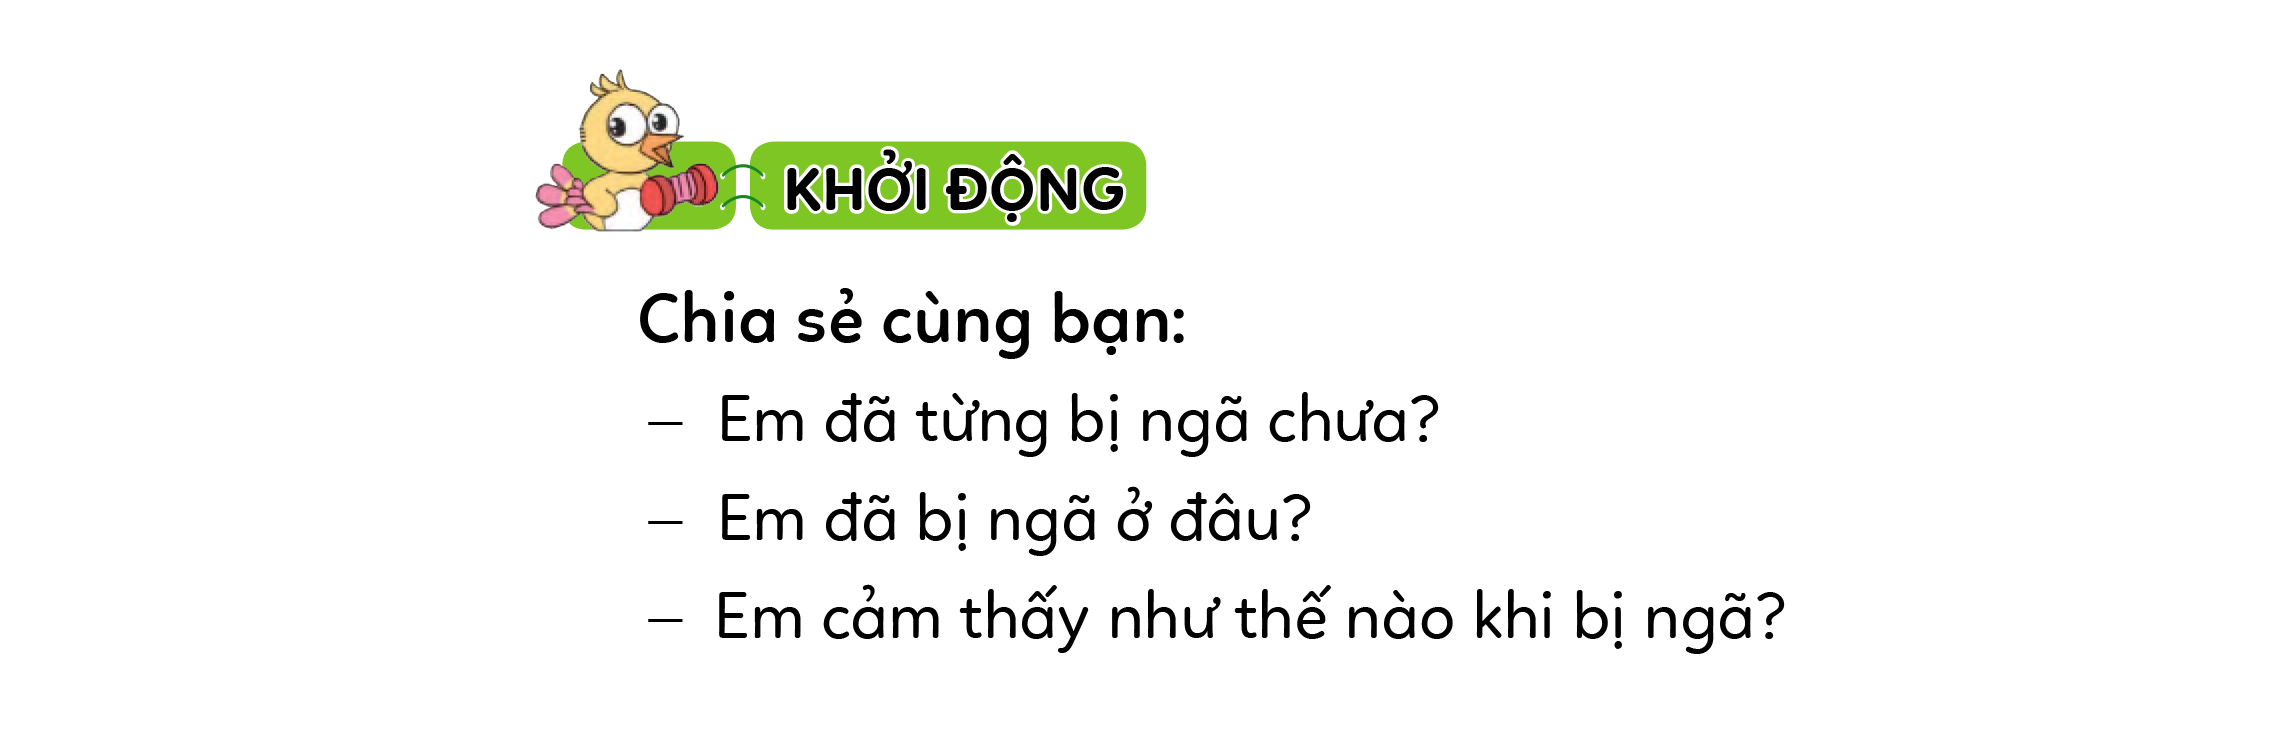 KHỞI ĐỘNG
Chia sẻ cùng bạn:
– Em đã từng bị ngã chưa?
– Em đã bị ngã ở đâu?
– Em cảm thấy như thế nào khi bị ngã?